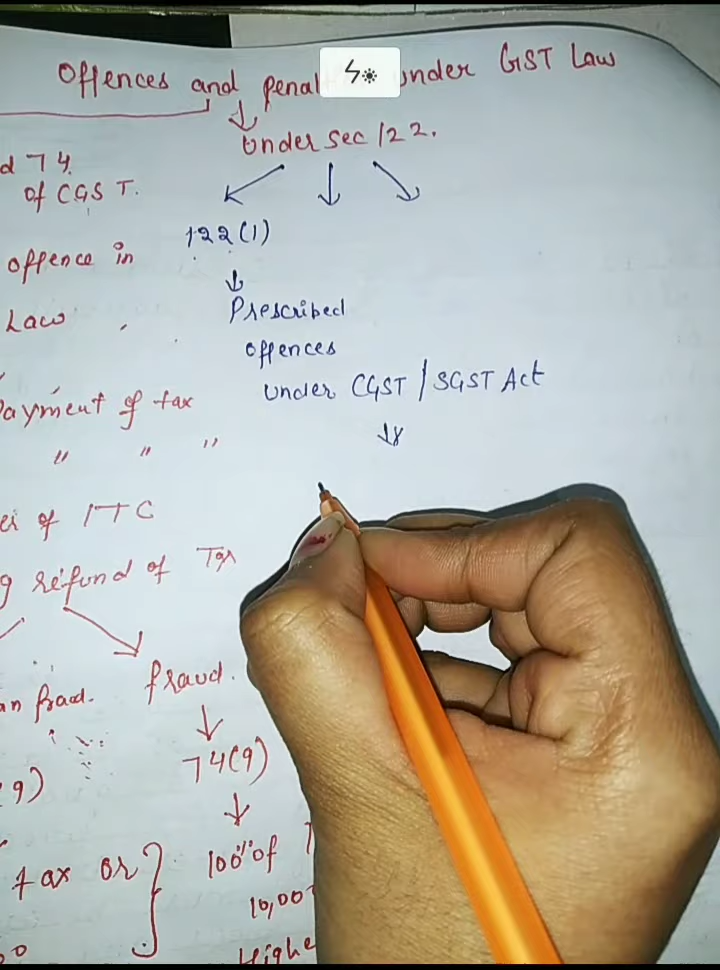 Offences and penal under GST Law
Under sec 122.
d 74
of CGST.
122(1)
offence in
Law
Prescribed
offences
under CGST / SGST Act
ayment of tax
" " "
of ITC
g refund of Tax
fraud.
74(9)
9)
tax or
100% of
10,00
Highe